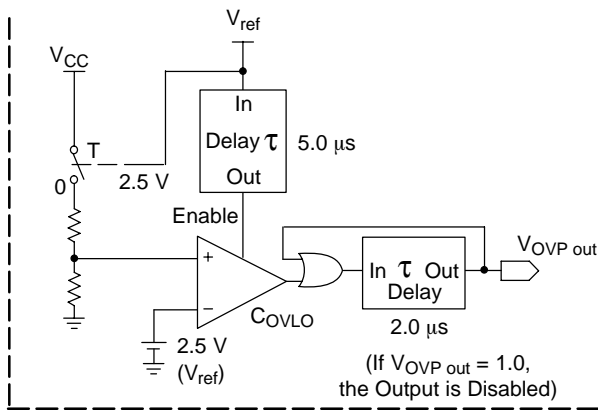 Vref
VCC
In
Delay τ
Out
5.0 μs
T
0
2.5 V
Enable
+
−
COVLO
2.5 V
(Vref)
In τ Out
Delay
2.0 μs
VOVP out
(If VOVP out = 1.0,
the Output is Disabled)